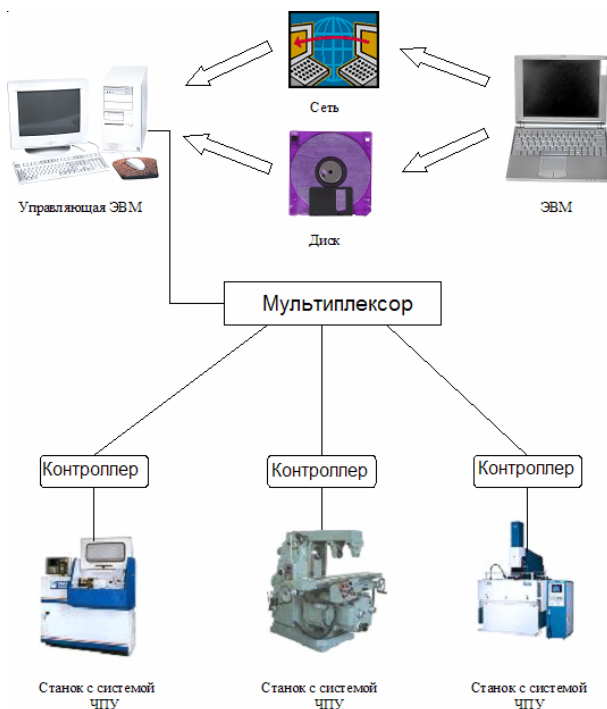 Сеть
Управляющая ЭВМ
ЭВМ
Диск
Мультиплексор
Контроллер
Контроллер
Контроллер
Станок с системой
ЧПУ
Станок с системой
ЧПУ
Станок с системой
ЧПУ